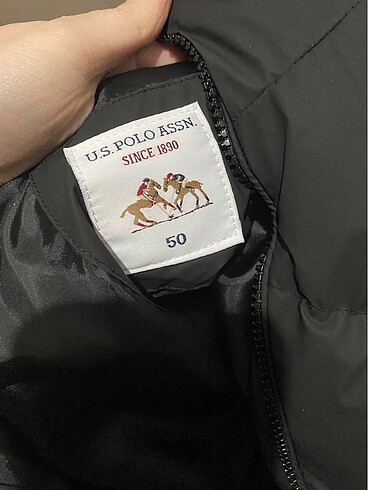 U.S. POLO ASSN.
SINCE 1890
50